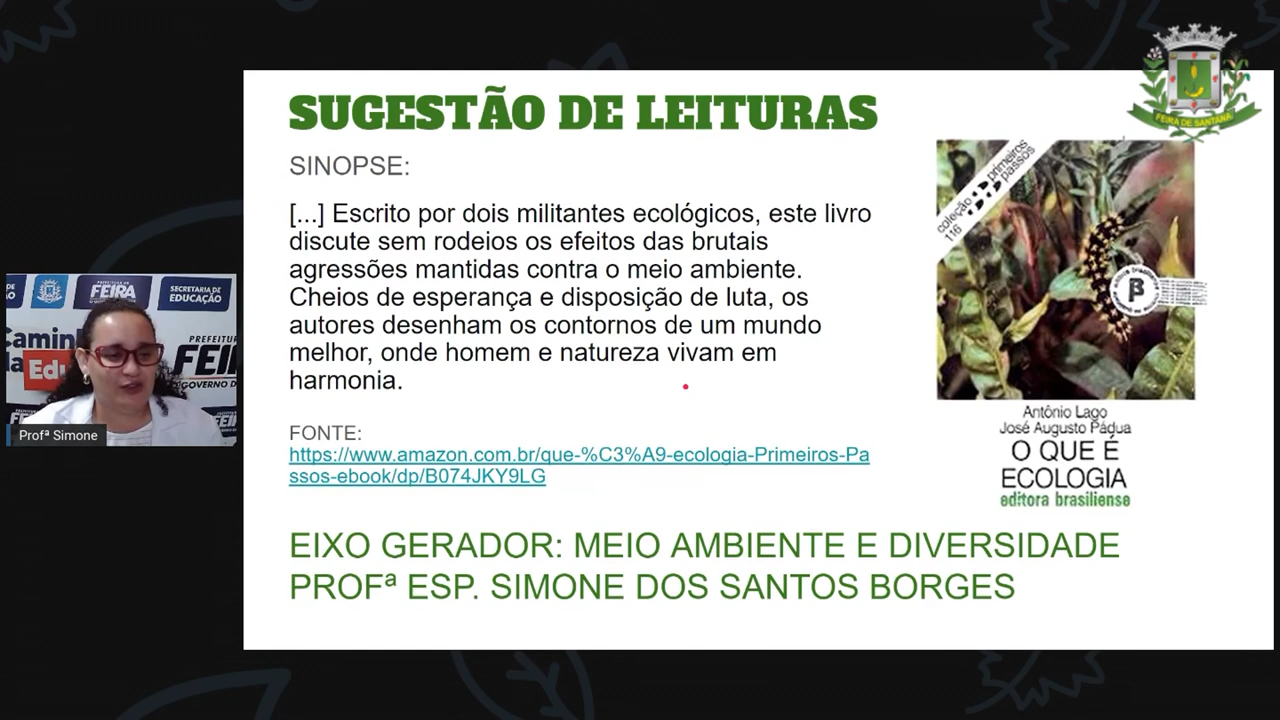 SUGESTÃO DE LEITURAS
SINOPSE:
[...] Escrito por dois militantes ecológicos, este livro
discute sem rodeios os efeitos das brutais
agressões mantidas contra o meio ambiente.
Cheios de esperança e disposição de luta, os
autores desenham os contornos de um mundo
melhor, onde homem e natureza vivam em
harmonia.
FONTE:
https://www.amazon.com.br/que-%C3%A9-ecologia-Primeiros-Pa
ssos-ebook/dp/B074JKY9LG
EIXO GERADOR: MEIO AMBIENTE E DIVERSIDADE
PROFª ESP. SIMONE DOS SANTOS BORGES
FEIRA DE SANTANA
coleção primeiros
116 passos
Antônio Lago
José Augusto Pádua
O QUE É
ECOLOGIA
editora brasiliense
PREFEITURA DE
FEIRA
SECRETARIA DE
EDUCAÇÃO
Camin
da
Edu
PREFEIT
FEI
GOVERNO D
Profª Simone